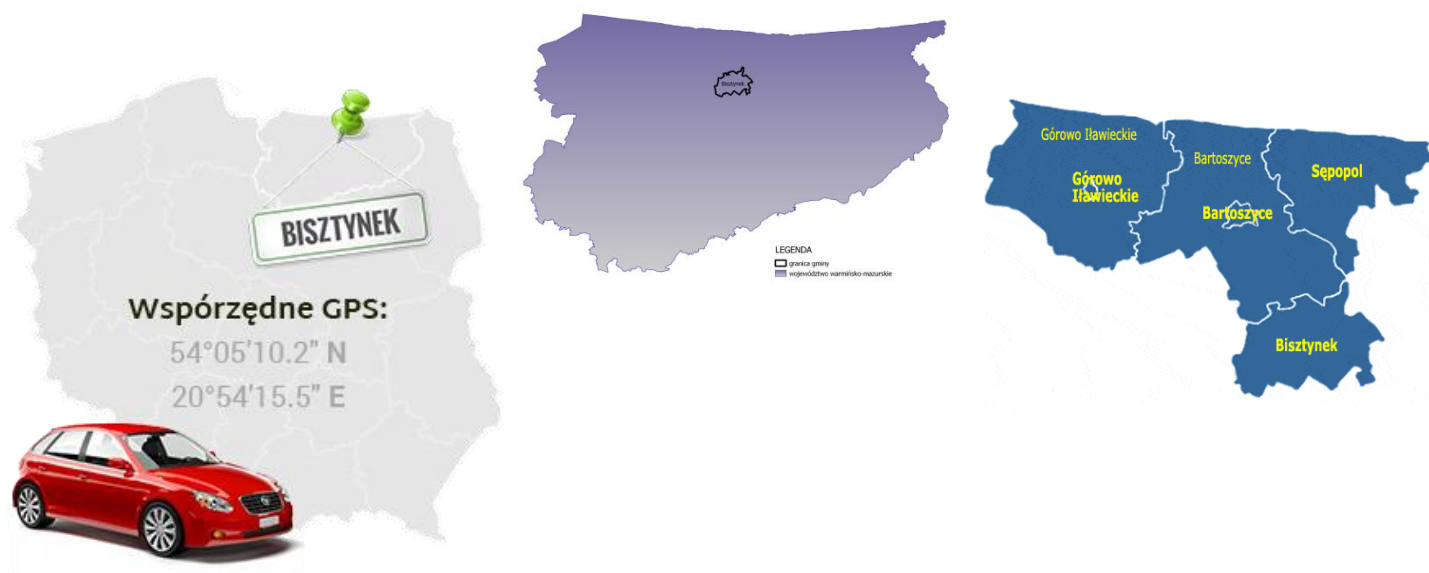 BISZTYNEK
Wspórzędne GPS:
54°05'10.2" N
20°54'15.5" E
Bisztynek
LEGENDA
granica gminy
województwo warmińsko-mazurskie
Górowo Iławieckie
Górowo
Iławieckie
Bartoszyce
Bartoszyce
Sępopol
Bisztynek